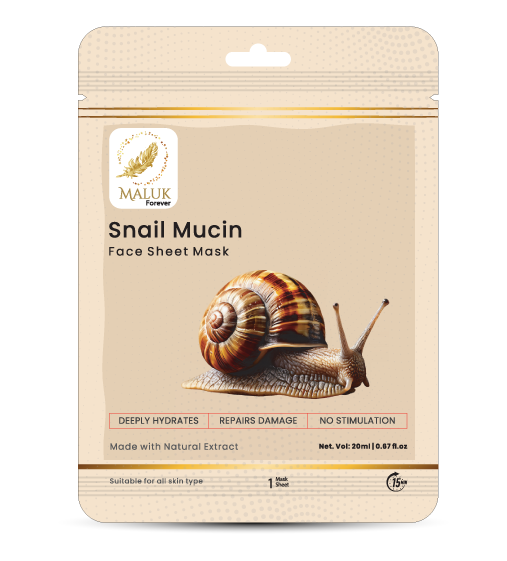 MALUK
Forever
Snail Mucin
Face Sheet Mask
DEEPLY HYDRATES
REPAIRS DAMAGE
NO STIMULATION
Made with Natural Extract
Net. Vol: 20ml | 0.67 fl.oz
Suitable for all skin type
1 Mask
Sheet
15